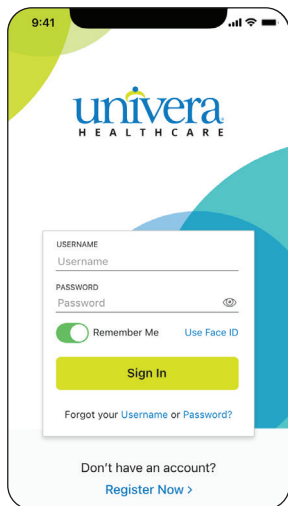 9:41
univera
HEALTHCARE
USERNAME
Username
PASSWORD
Password
Remember Me Use Face ID
Sign In
Forgot your Username or Password?
Don't have an account?
Register Now >